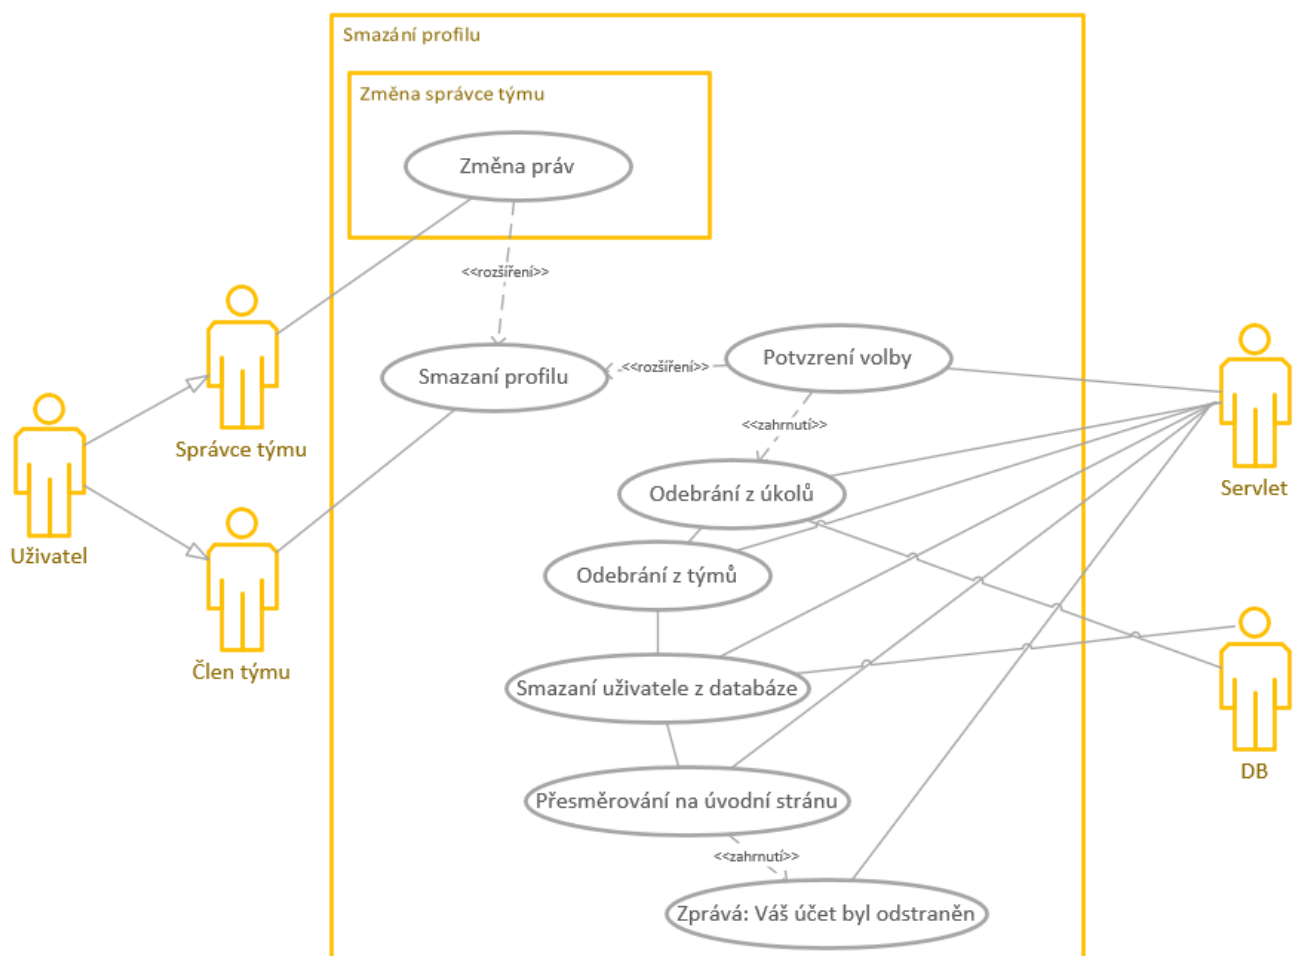 Smazání profilu
Změna správce týmu
Změna práv
<<rozšíření>>
Smazaní profilu
<<rozšíření>>
Potvzrení volby
<<zahrnutí>>
Správce týmu
Uživatel
Člen týmu
Servlet
Odebrání z úkolů
Odebrání z týmů
Smazaní uživatele z databáze
DB
Přesměrování na úvodní stránu
<<zahrnutí>>
Zprává: Váš účet byl odstraněn